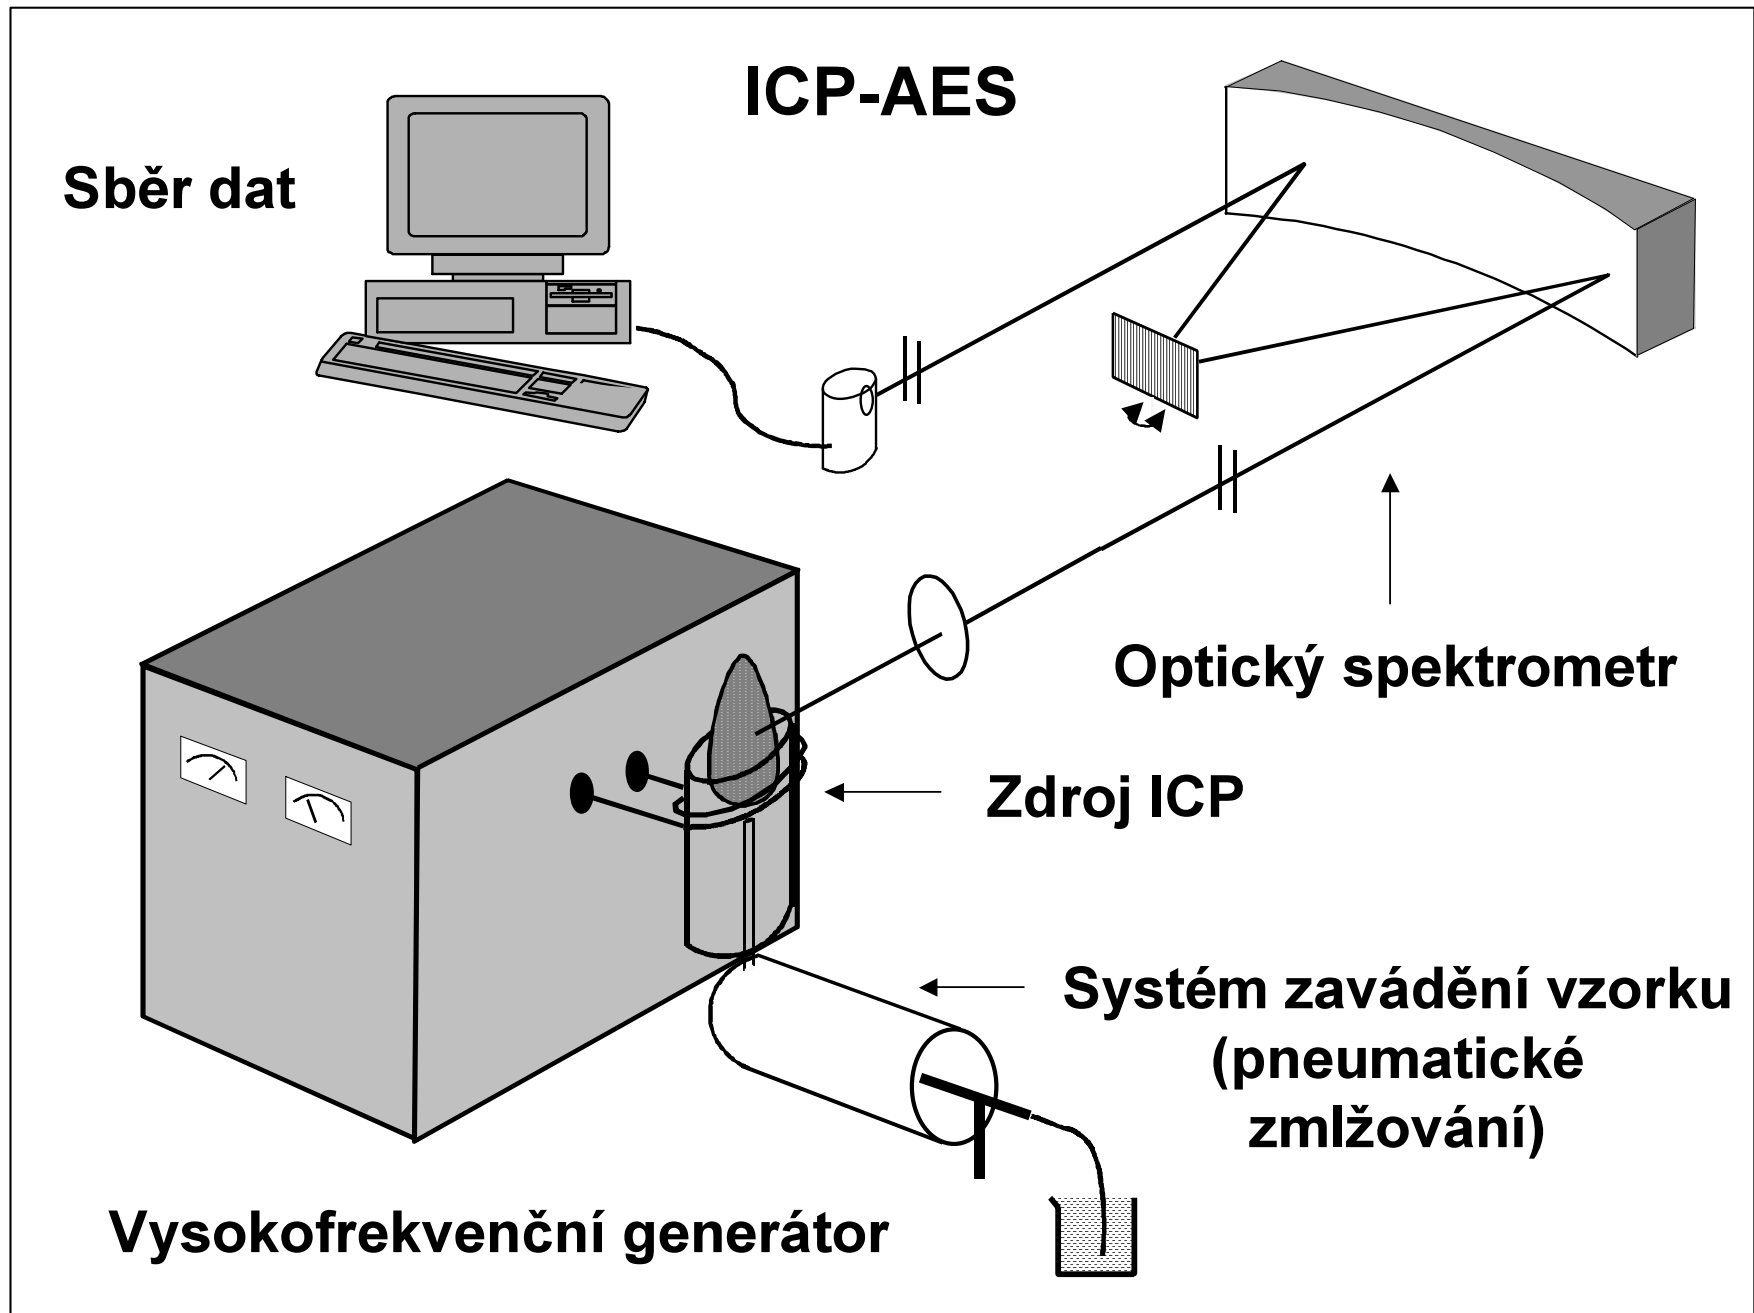 ICP-AES
Sběr dat
Optický spektrometr
Zdroj ICP
Systém zavádění vzorku
(pneumatické
zmlžování)
Vysokofrekvenční generátor